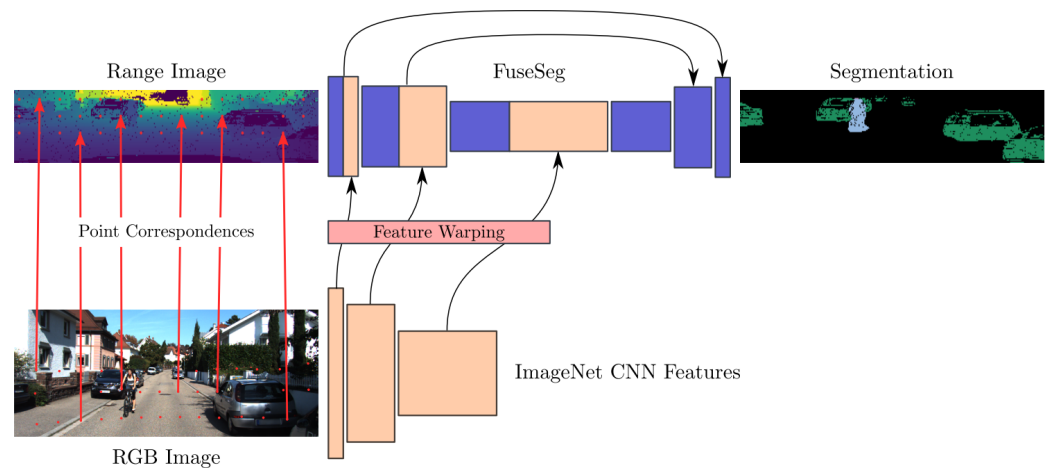 Range Image
FuseSeg
Segmentation
Point Correspondences
Feature Warping
ImageNet CNN Features
RGB Image